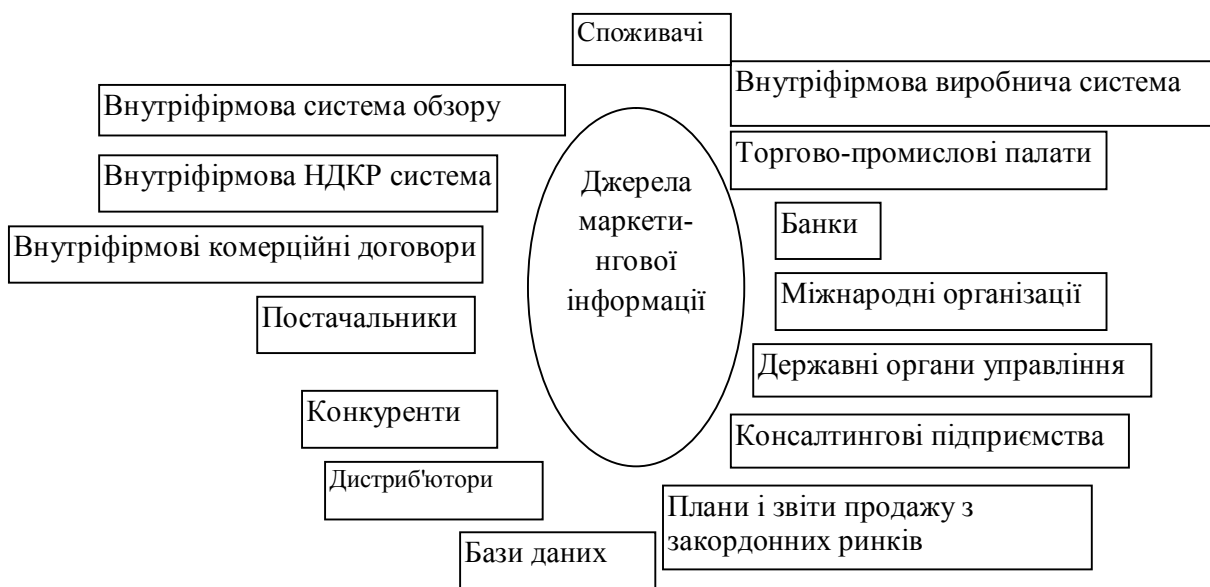 Споживачі
Внутріфірмова виробнича система
Внутріфірмова система обзору
Торгово-промислові палати
Внутріфірмова НДКР система
Джерела
маркети-
нгової
інформації
Банки
Внутріфірмові комерційні договори
Міжнародні організації
Постачальники
Державні органи управління
Конкуренти
Консалтингові підприємства
Дистриб'ютори
Плани і звіти продажу з
закордонних ринків
Бази даних